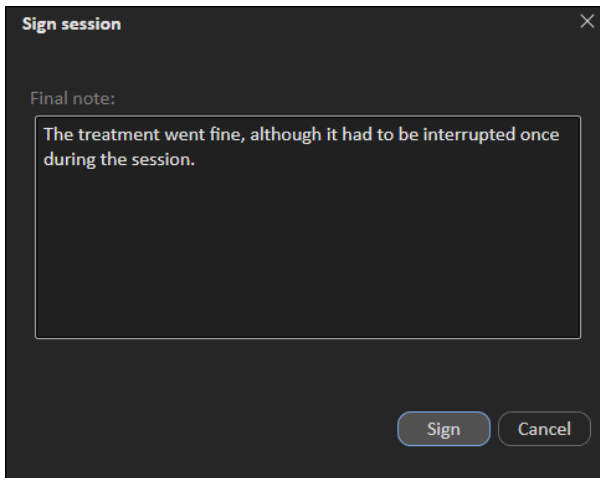 Sign session
Final note:
The treatment went fine, although it had to be interrupted once
during the session.
Sign
Cancel